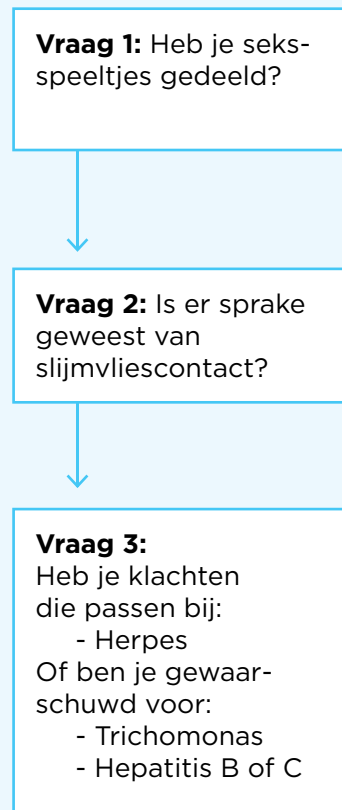 Vraag 1: Heb je seks-
speeltjes gedeeld?
Vraag 2: Is er sprake
geweest van
slijmvliescontact?
Vraag 3:
Heb je klachten
die passen bij:
- Herpes
Of ben je gewaar-
schuwd voor:
- Trichomonas
- Hepatitis B of C